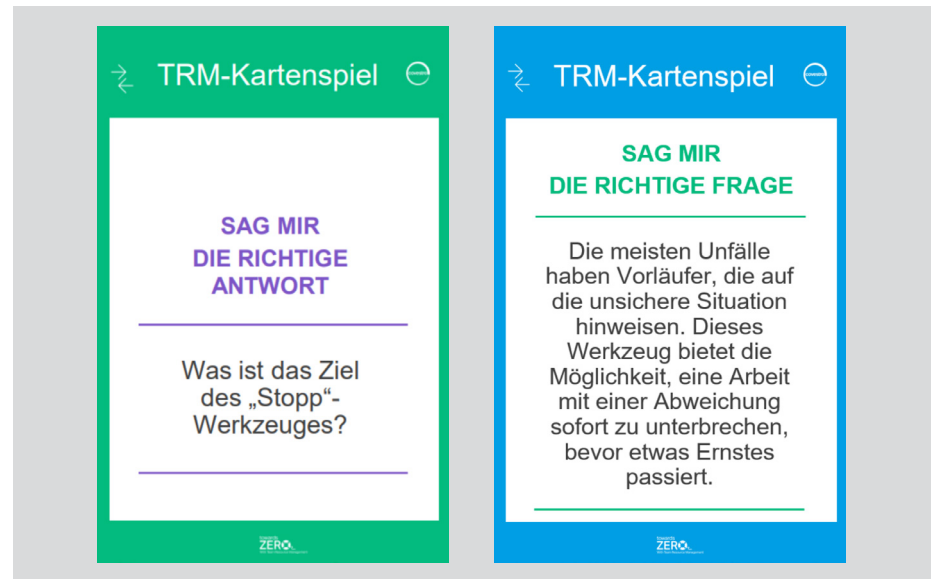 TRM-Kartenspiel
SAG MIR
DIE RICHTIGE
ANTWORT
Was ist das Ziel
des „Stopp“-
Werkzeuges?
towards
ZERO
TRM-Kartenspiel
SAG MIR
DIE RICHTIGE FRAGE
Die meisten Unfälle
haben Vorläufer, die auf
die unsichere Situation
hinweisen. Dieses
Werkzeug bietet die
Möglichkeit, eine Arbeit
mit einer Abweichung
sofort zu unterbrechen,
bevor etwas Ernstes
passiert.
towards
ZERO